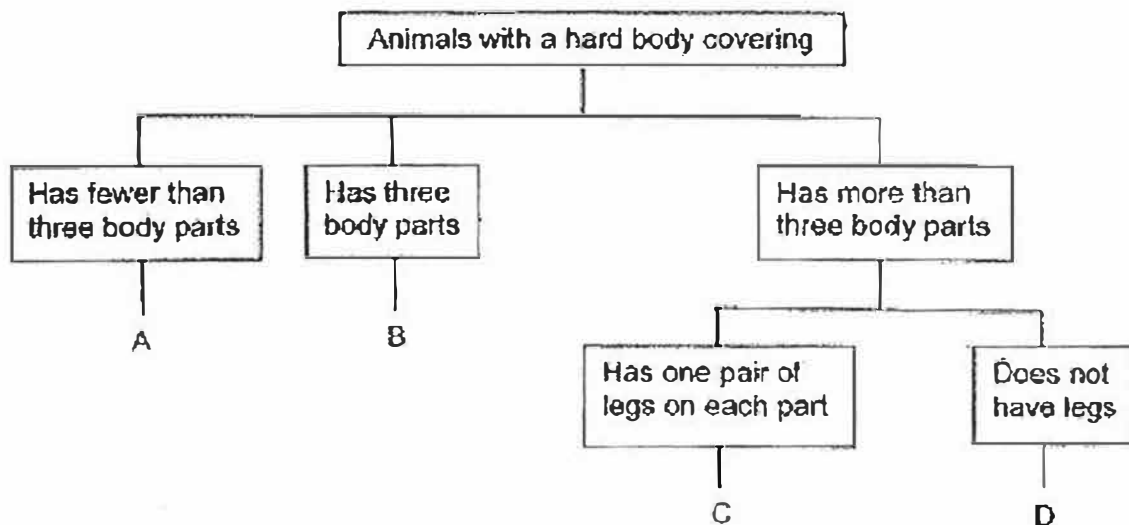 Animals with a hard body covering
Has fewer than
three body parts
Has three
body parts
Has more than
three body parts
A
B
Has one pair of
legs on each part
Does not
have legs
C
D